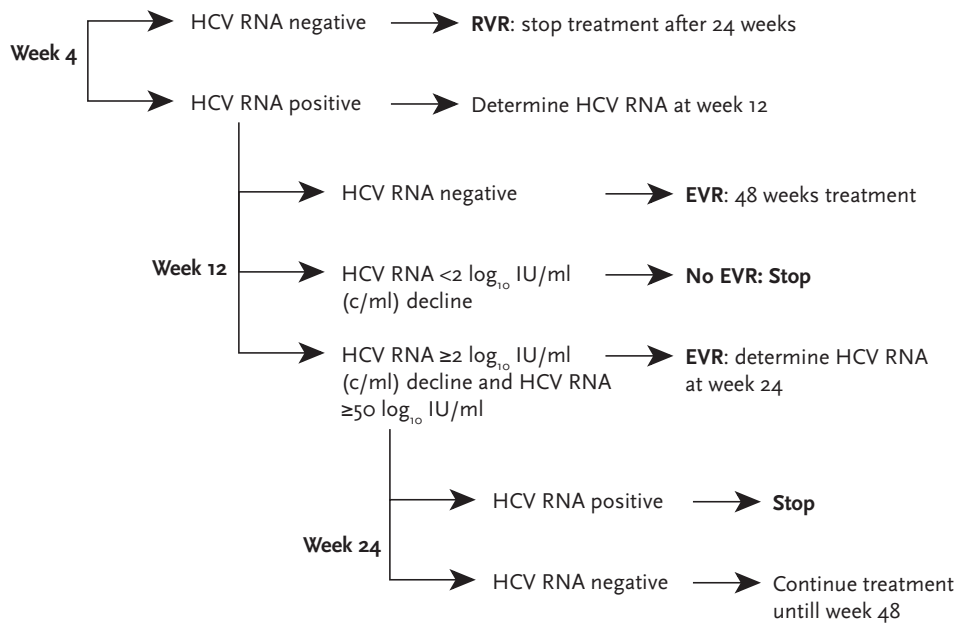 HCV RNA negative
RVR: stop treatment after 24 weeks
Week 4
HCV RNA positive
Determine HCV RNA at week 12
HCV RNA negative
EVR: 48 weeks treatment
Week 12
HCV RNA <2 log₁₀ IU/ml
(c/ml) decline
No EVR: Stop
HCV RNA ≥2 log₁₀ IU/ml
(c/ml) decline and HCV RNA
≥50 log₁₀ IU/ml
EVR: determine HCV RNA
at week 24
HCV RNA positive
Stop
Week 24
HCV RNA negative
Continue treatment
untill week 48